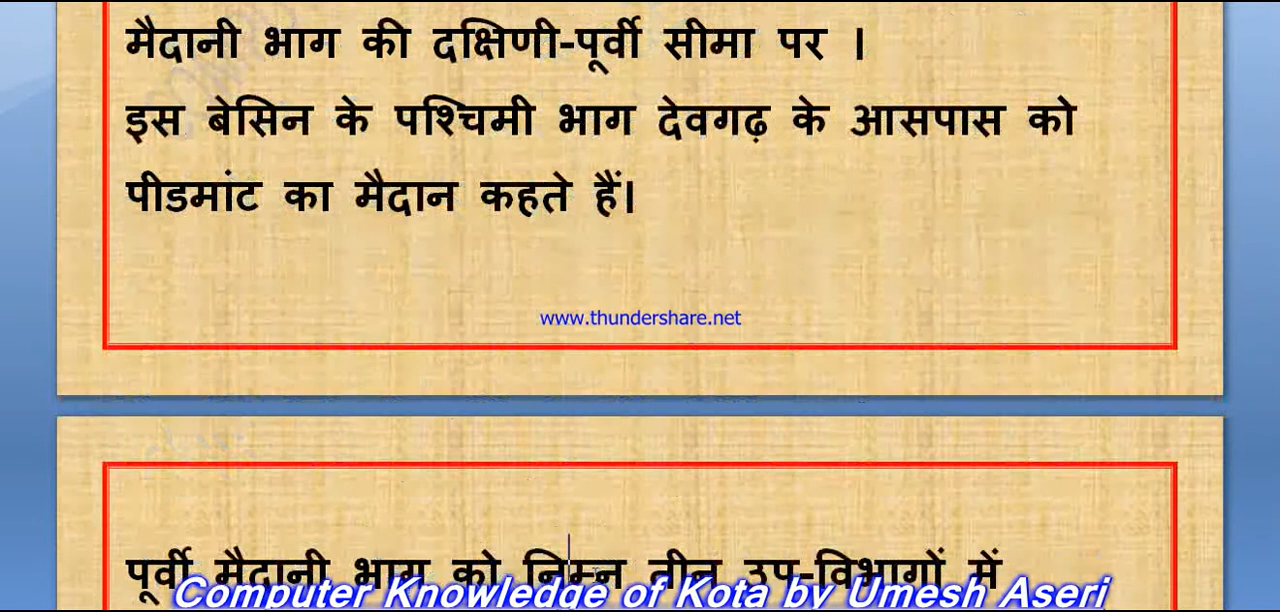 मैदानी भाग की दक्षिणी-पूर्वी सीमा पर ।
इस बेसिन के पश्चिमी भाग देवगढ़ के आसपास को
पीडमांट का मैदान कहते हैं।
www.thundershare.net
पूर्वी मैदानी भाग को निम्न तीन उप-विभागों में
Computer Knowledge of Kota by Umesh Aseri